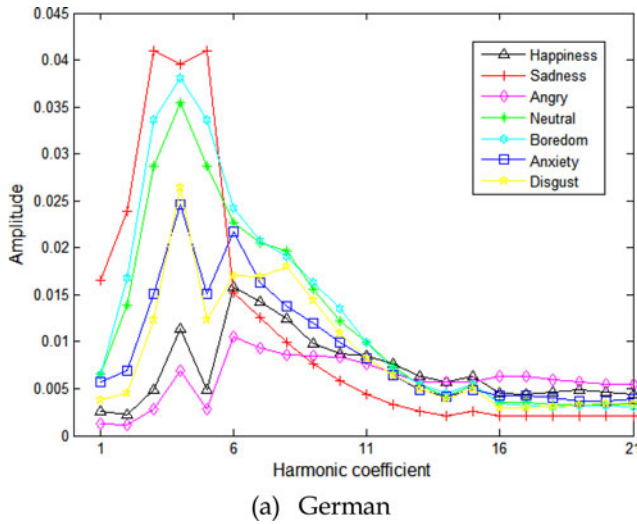 0.045
0.04
0.035
0.03
0.025
0.02
0.015
0.01
0.005
0
Amplitude
Happiness
Sadness
Angry
Neutral
Boredom
Anxiety
Disgust
1 6 11 16 21
Harmonic coefficient
(a) German